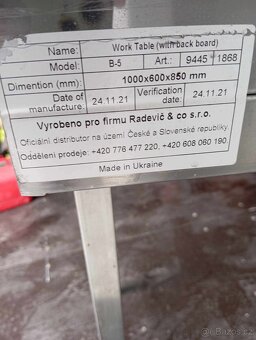 Name: Work Table (with back board)
Model: B-5 Art.: 9445 1868
Dimention (mm): 1000x600x850 mm
Date of manufacture: 24.11.21 Verification date: 24.11.21
Vyrobeno pro firmu Radevič & co s.r.o.
Oficiální distributor na území České a Slovenské republiky
Oddělení prodeje: +420 776 477 220, +420 608 060 190.
Made in Ukraine